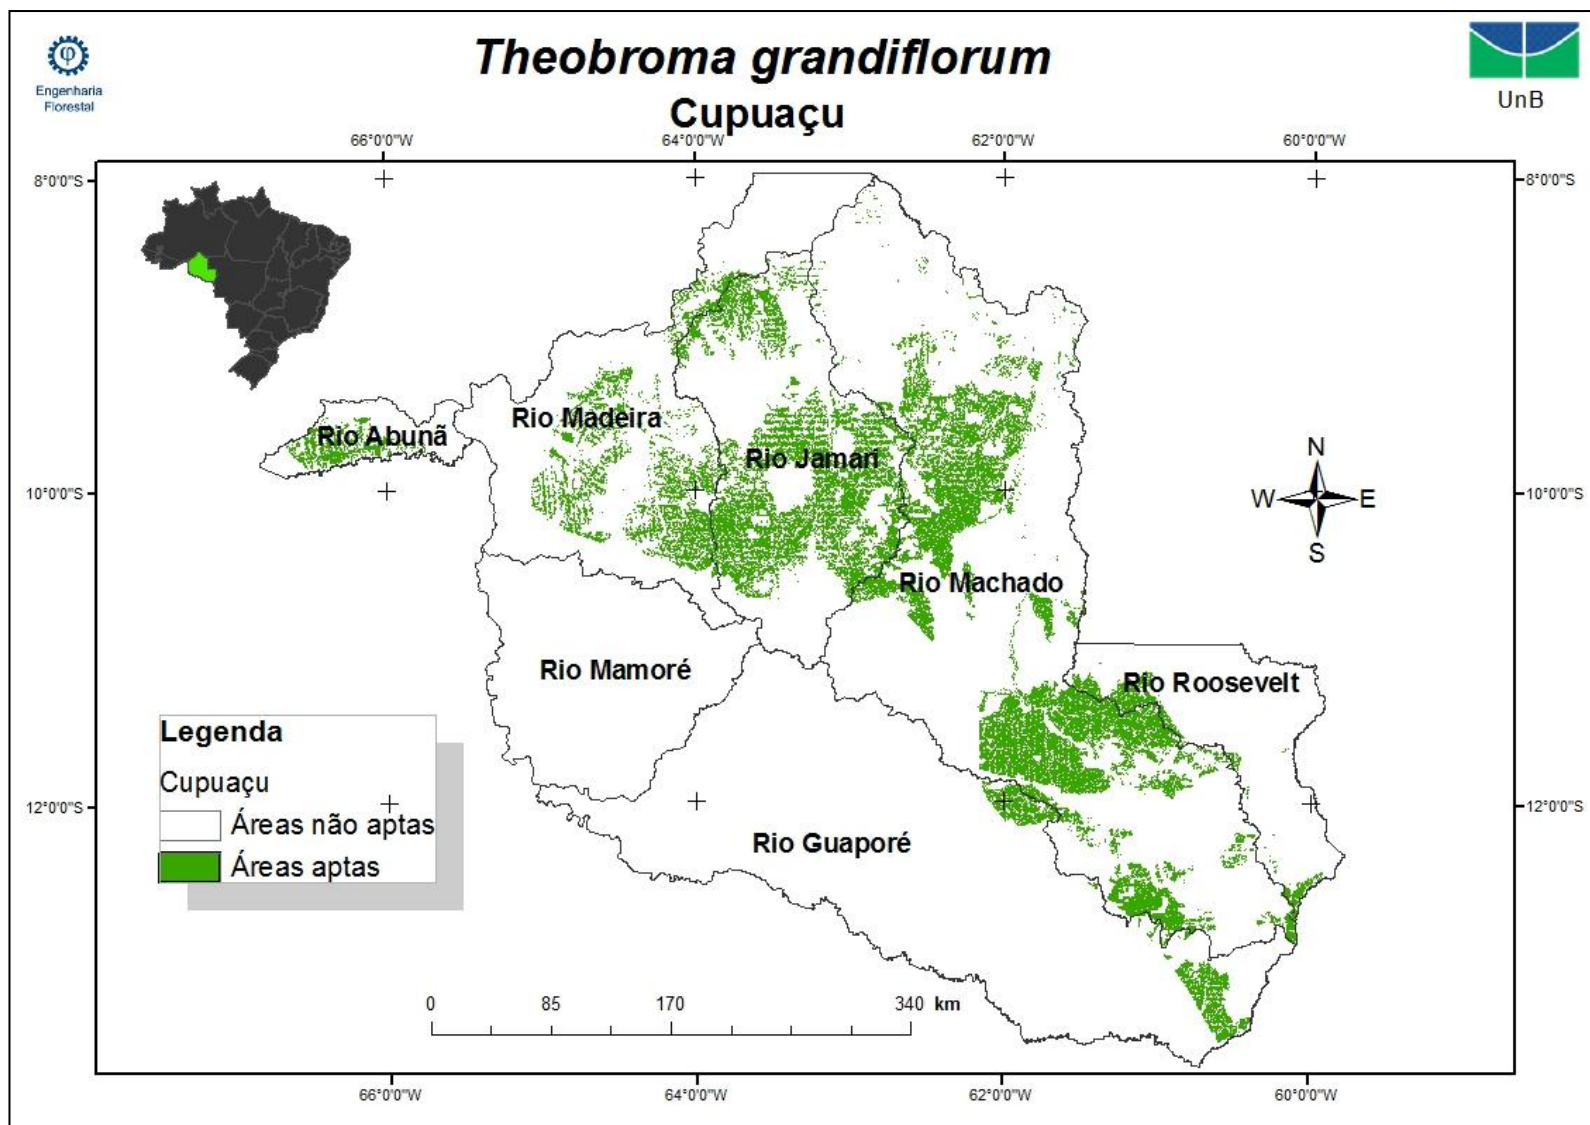 Engenharia
Florestal
Theobroma grandiflorum
Cupuaçu
UnB
66°0'0"W
64°0'0"W
62°0'0"W
60°0'0"W
8°0'0"S
8°0'0"S
Rio Madeira
Rio Abunã
Rio Jamari
N
W
E
S
10°0'0"S
10°0'0"S
Rio Machado
Rio Mamoré
Rio Roosevelt
Legenda
Cupuaçu
Áreas não aptas
Áreas aptas
12°0'0"S
12°0'0"S
Rio Guaporé
0 85 170 340 km
66°0'0"W
64°0'0"W
62°0'0"W
60°0'0"W